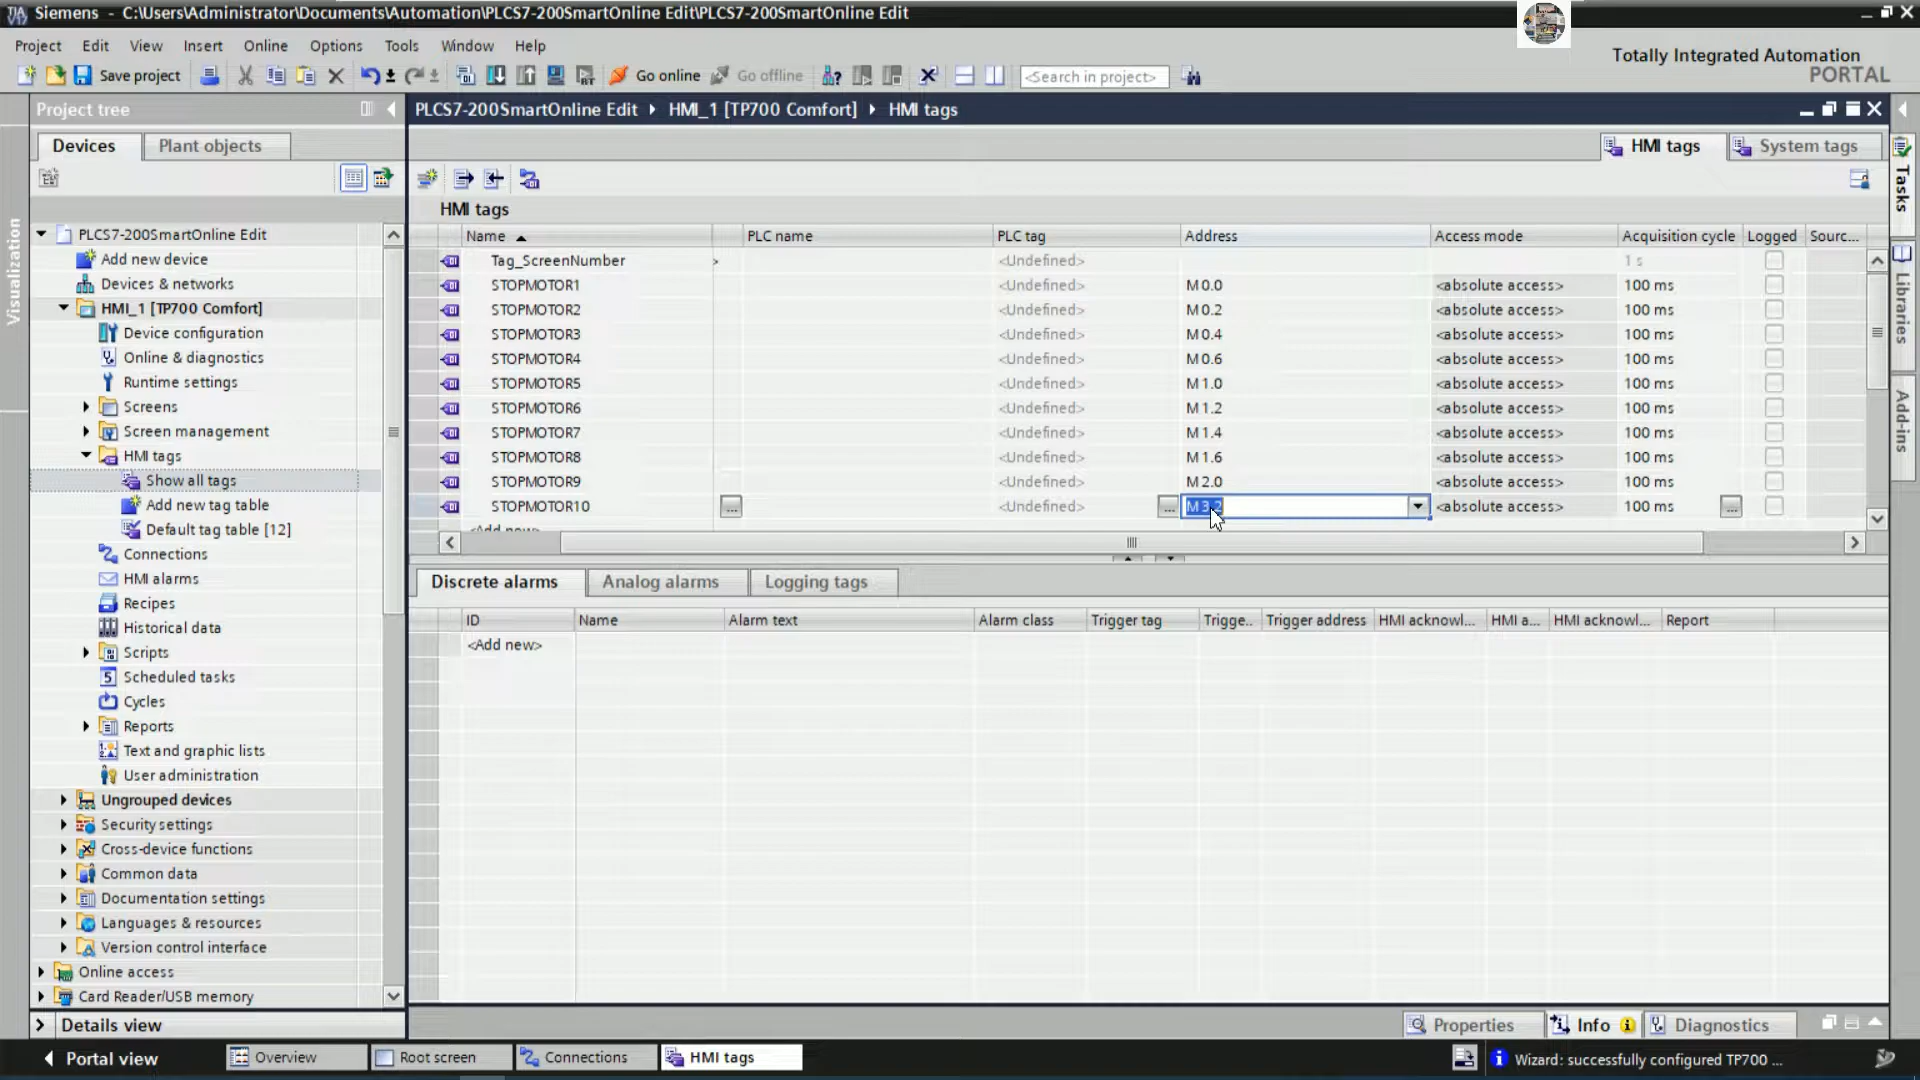 Siemens - C:\Users\Administrator\Documents\Automation\PLCS7-200SmartOnline Edit\PLCS7-200SmartOnline Edit
Project Edit View Insert Online Options Tools Window Help
Totally Integrated Automation
PORTAL
Save project Go online Go offline <Search in project>
Project tree
PLCS7-200SmartOnline Edit HMI_1 [TP700 Comfort] HMI tags
Devices Plant objects
HMI tags System tags
Visualization
Tasks
Libraries
Add-ins
PLCS7-200SmartOnline Edit
Add new device
Devices & networks
HMI_1 [TP700 Comfort]
Device configuration
Online & diagnostics
Runtime settings
Screens
Screen management
HMI tags
Show all tags
Add new tag table
Default tag table [12]
Connections
HMI alarms
Recipes
Historical data
Scripts
Scheduled tasks
Cycles
Reports
Text and graphic lists
User administration
Ungrouped devices
Security settings
Cross-device functions
Common data
Documentation settings
Languages & resources
Version control interface
Online access
Card Reader/USB memory
Details view
HMI tags
Name PLC name PLC tag Address Access mode Acquisition cycle Logged Sourc...
Tag_ScreenNumber <Undefined> 1 s
STOPMOTOR1 <Undefined> M 0.0 <absolute access> 100 ms
STOPMOTOR2 <Undefined> M 0.2 <absolute access> 100 ms
STOPMOTOR3 <Undefined> M 0.4 <absolute access> 100 ms
STOPMOTOR4 <Undefined> M 0.6 <absolute access> 100 ms
STOPMOTOR5 <Undefined> M 1.0 <absolute access> 100 ms
STOPMOTOR6 <Undefined> M 1.2 <absolute access> 100 ms
STOPMOTOR7 <Undefined> M 1.4 <absolute access> 100 ms
STOPMOTOR8 <Undefined> M 1.6 <absolute access> 100 ms
STOPMOTOR9 <Undefined> M 2.0 <absolute access> 100 ms
STOPMOTOR10 ... <Undefined> ... M 3.2 <absolute access> 100 ms ...
<Add new>
Discrete alarms Analog alarms Logging tags
ID Name Alarm text Alarm class Trigger tag Trigge.. Trigger address HMI acknowl... HMI a... HMI acknowl... Report
<Add new>
Properties Info Diagnostics
Portal view Overview Root screen Connections HMI tags Wizard: successfully configured TP700 ...